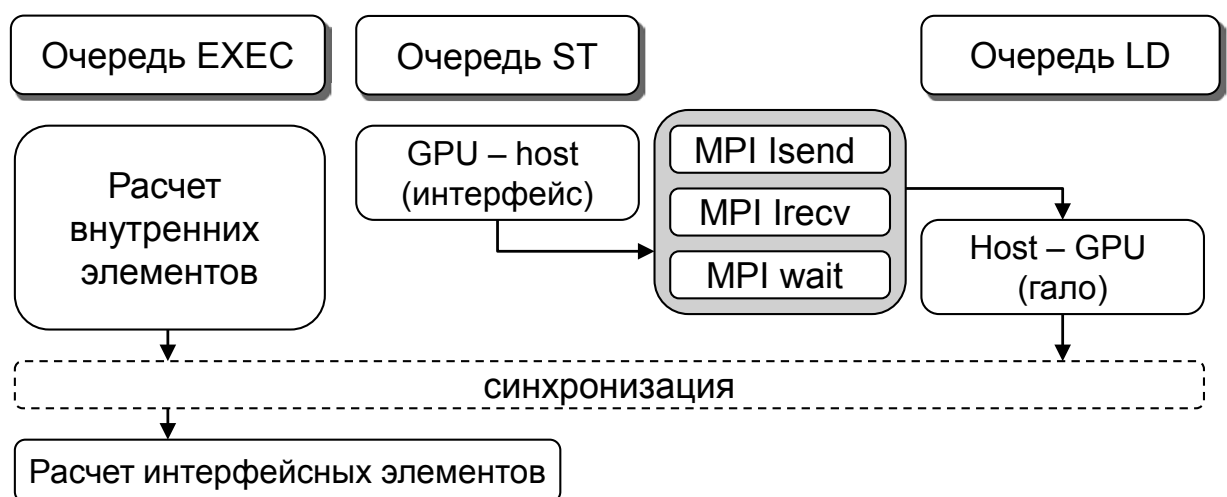 Очередь EXEC
Очередь ST
Очередь LD
Расчет
внутренних
элементов
GPU – host
(интерфейс)
MPI Isend
MPI Irecv
MPI wait
Host – GPU
(гало)
синхронизация
Расчет интерфейсных элементов